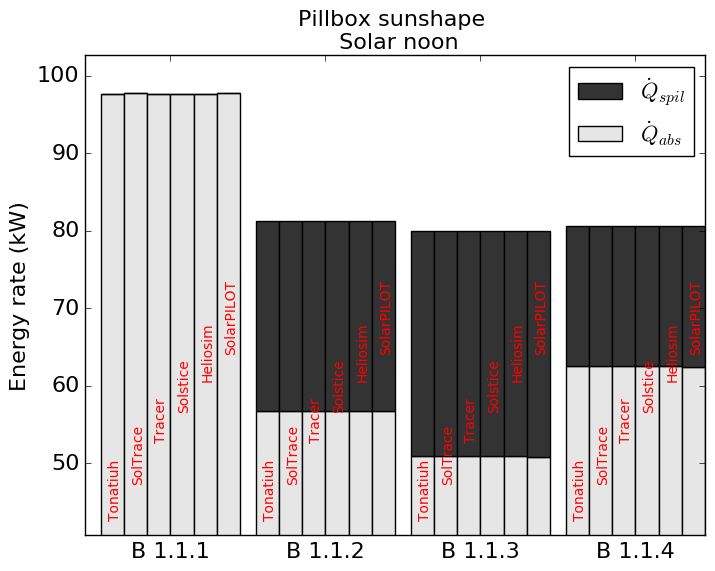 Pillbox sunshape
Solar noon
Energy rate (kW)
100
90
80
70
60
50
Q̇_spil
Q̇_abs
Tonatiuh
SolTrace
Tracer
Solstice
Heliosim
SolarPILOT
Tonatiuh
SolTrace
Tracer
Solstice
Heliosim
SolarPILOT
Tonatiuh
SolTrace
Tracer
Solstice
Heliosim
SolarPILOT
Tonatiuh
SolTrace
Tracer
Solstice
Heliosim
SolarPILOT
B 1.1.1
B 1.1.2
B 1.1.3
B 1.1.4